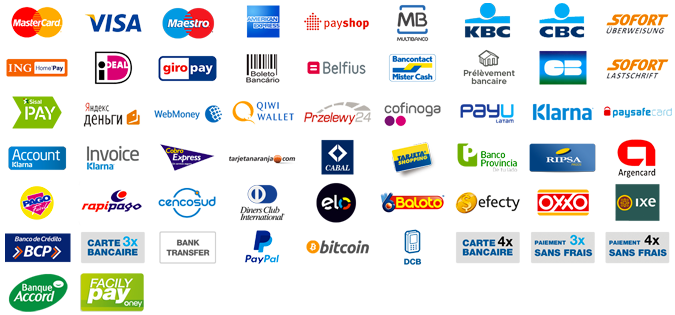 MasterCard
VISA
Maestro
AMERICAN
EXPRESS
payshop
MB
MULTIBANCO
KBC
CBC
SOFORT
ÜBERWEISUNG
ING HomePay
iDEAL
giropay
Boleto
Bancário
Belfius
Bancontact
Mister Cash
Prélèvement
bancaire
CB
SOFORT
LASTSCHRIFT
Sisal
PAY
Яндекс
деньги
WebMoney
QIWI
WALLET
Przelewy24
cofinoga
PayU
LATAM
Klarna
paysafecard
Account
Klarna
Invoice
Klarna
Cobro
Express
tarjetanaranja.com
CABAL
TARJETA
SHOPPING
Banco
Provincia
RIPSA
Argencard
PAGO
FACIL
rapipago
cencosud
Diners Club
International
elo
Baloto
efecty
OXXO
ixe
Banco de Crédito
BCP
CARTE 3x
BANCAIRE
BANK
TRANSFER
PayPal
bitcoin
DCB
CARTE 4x
BANCAIRE
PAIEMENT 3x
SANS FRAIS
PAIEMENT 4x
SANS FRAIS
Banque
Accord
FACILY
pay
oney